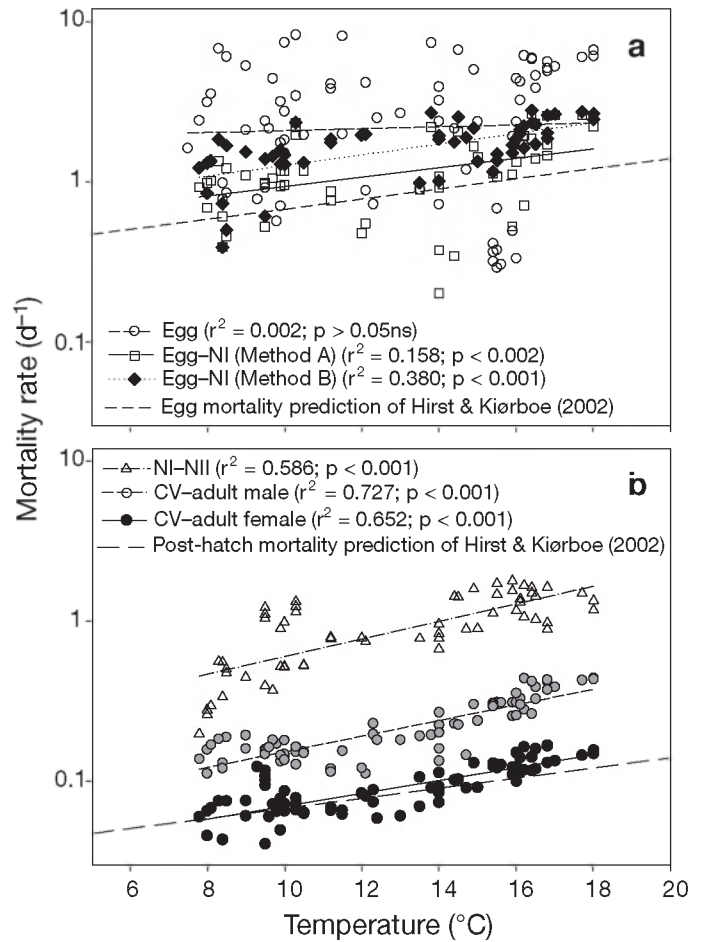 10
a
1
0.1
Egg (r² = 0.002; p > 0.05ns)
Egg–NI (Method A) (r² = 0.158; p < 0.002)
Egg–NI (Method B) (r² = 0.380; p < 0.001)
Egg mortality prediction of Hirst & Kiørboe (2002)
Mortality rate (d⁻¹)
10
b
NI–NII (r² = 0.586; p < 0.001)
CV–adult male (r² = 0.727; p < 0.001)
CV–adult female (r² = 0.652; p < 0.001)
Post-hatch mortality prediction of Hirst & Kiørboe (2002)
1
0.1
6 8 10 12 14 16 18 20
Temperature (°C)